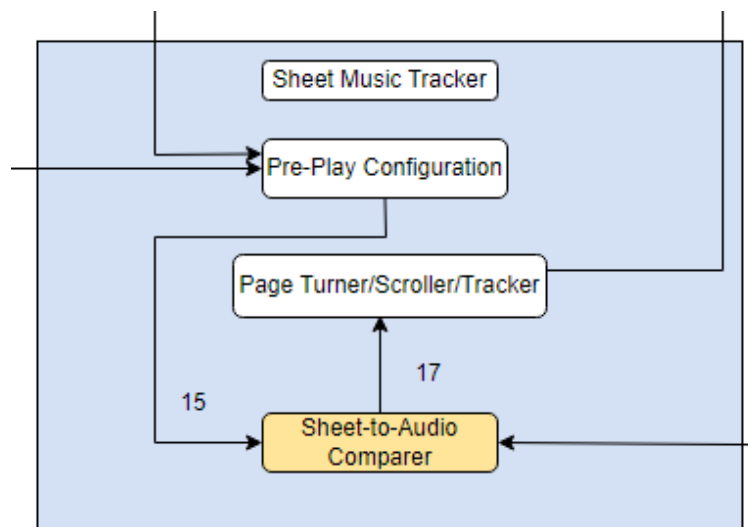 Sheet Music Tracker
Pre-Play Configuration
Page Turner/Scroller/Tracker
17
15
Sheet-to-Audio
Comparer